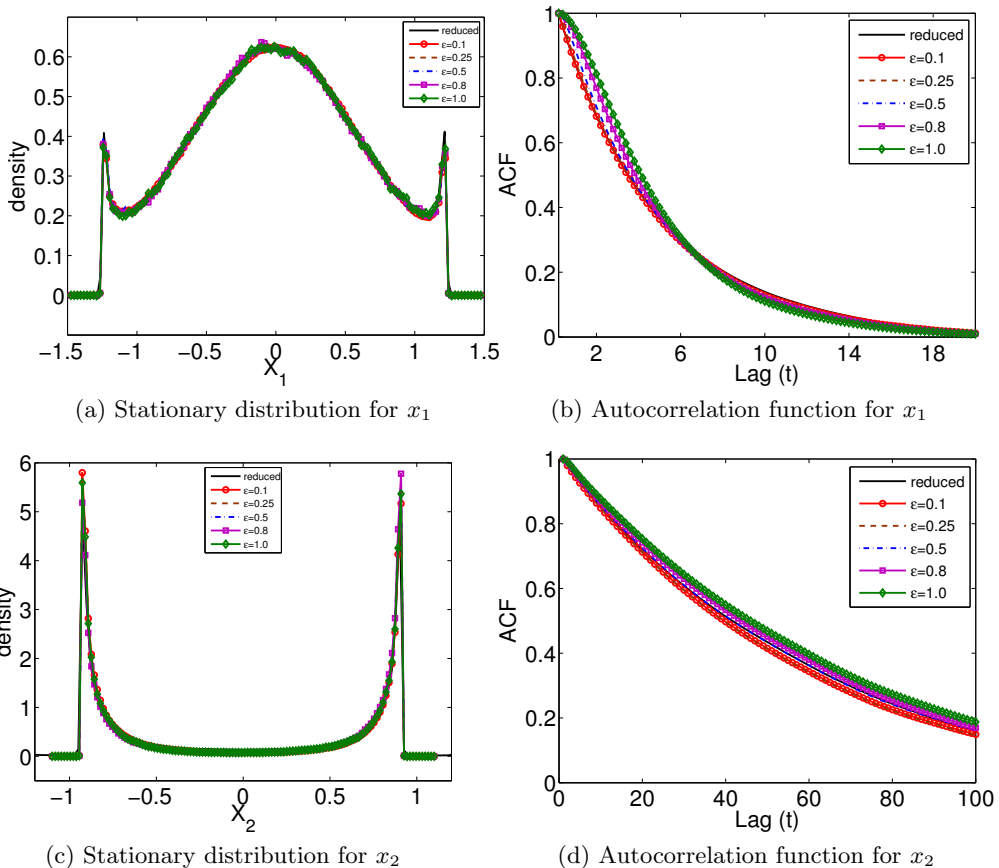 0.6
0.5
0.4
0.3
0.2
0.1
0
density
−1.5
−1
−0.5
0
0.5
1
1.5
X_1
reduced
ε=0.1
ε=0.25
ε=0.5
ε=0.8
ε=1.0
(a) Stationary distribution for x_1
1
0.8
0.6
0.4
0.2
0
ACF
2
6
10
14
18
Lag (t)
reduced
ε=0.1
ε=0.25
ε=0.5
ε=0.8
ε=1.0
(b) Autocorrelation function for x_1
6
5
4
3
2
1
0
density
−1
−0.5
0
0.5
1
X_2
reduced
ε=0.1
ε=0.25
ε=0.5
ε=0.8
ε=1.0
(c) Stationary distribution for x_2
1
0.8
0.6
0.4
0.2
0
ACF
0
20
40
60
80
100
Lag (t)
reduced
ε=0.1
ε=0.25
ε=0.5
ε=0.8
ε=1.0
(d) Autocorrelation function for x_2